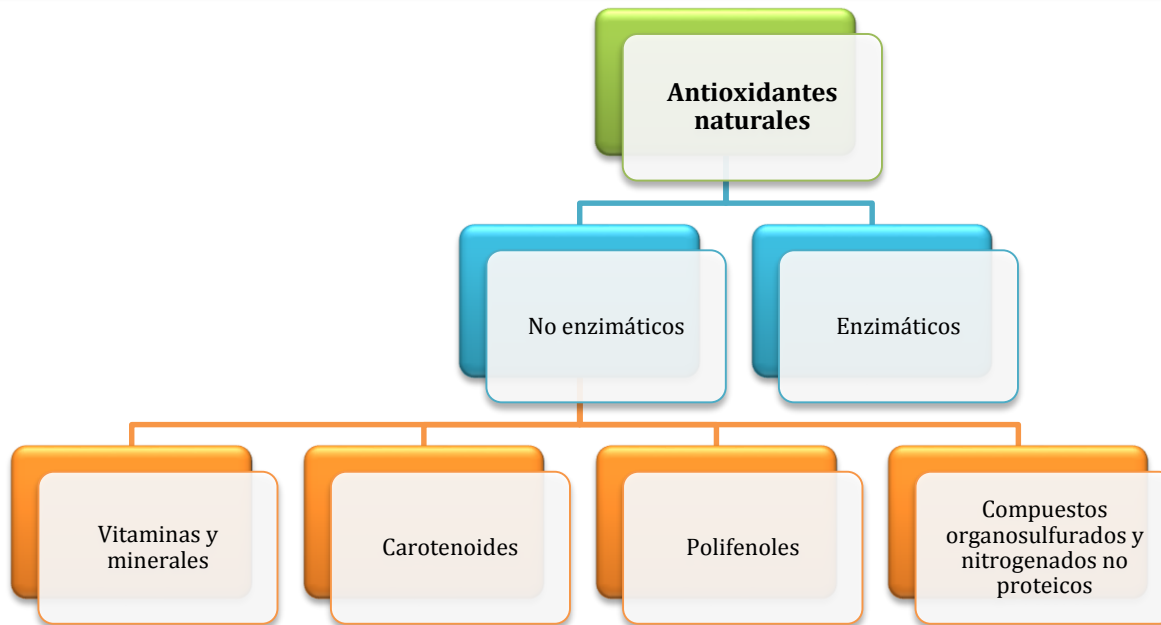 Antioxidantes
naturales
No enzimáticos
Enzimáticos
Vitaminas y
minerales
Carotenoides
Polifenoles
Compuestos
organosulfurados y
nitrogenados no
proteicos